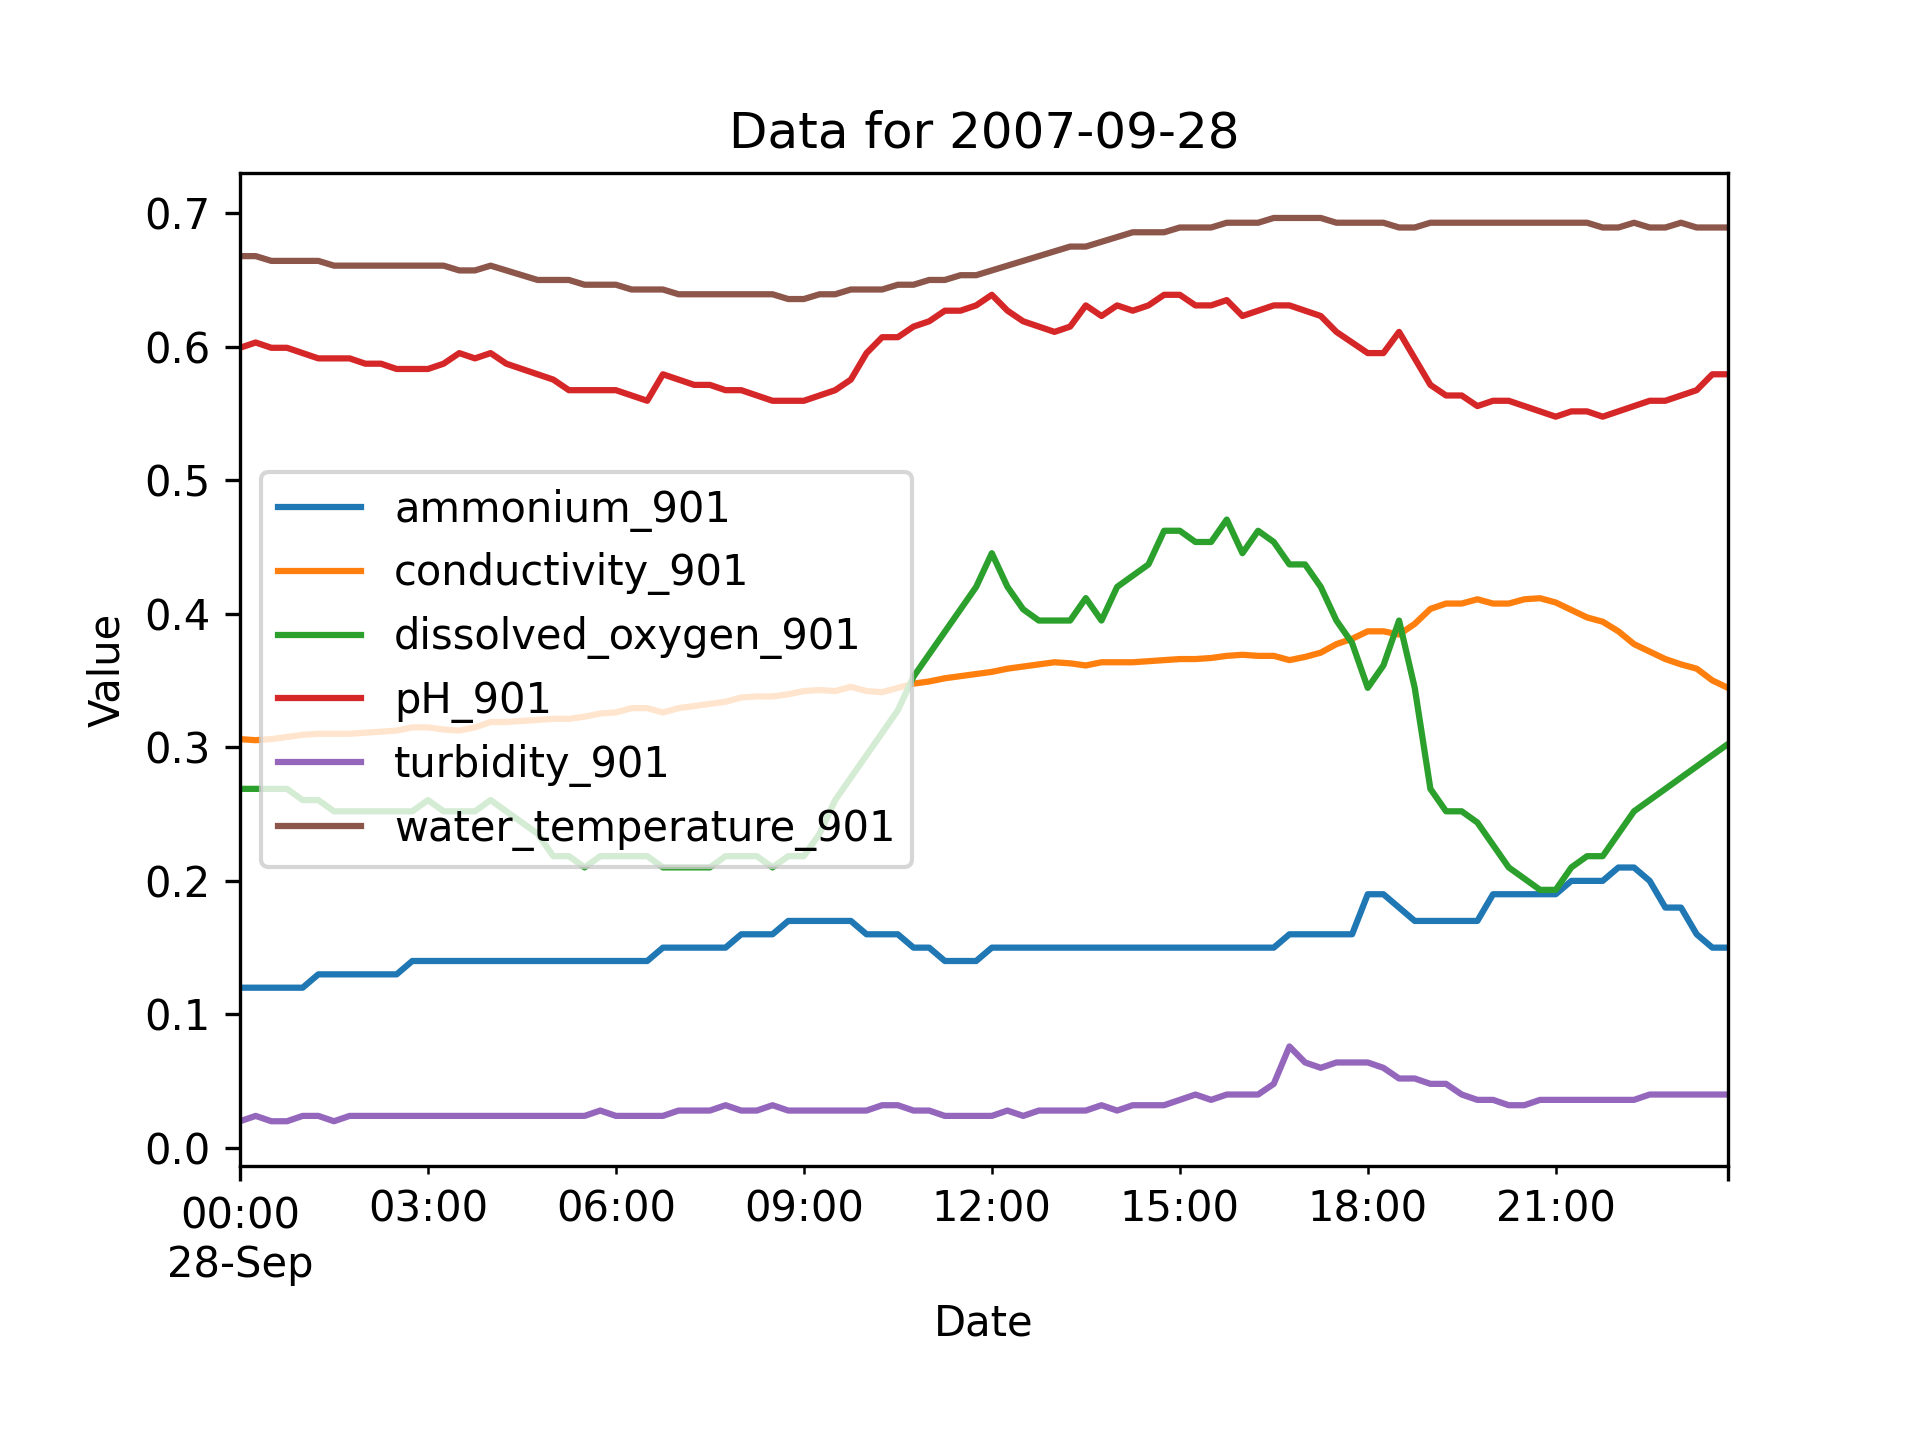 Data for 2007-09-28
Value
0.7
0.6
0.5
0.4
0.3
0.2
0.1
0.0
ammonium_901
conductivity_901
dissolved_oxygen_901
pH_901
turbidity_901
water_temperature_901
00:00 03:00 06:00 09:00 12:00 15:00 18:00 21:00
28-Sep
Date